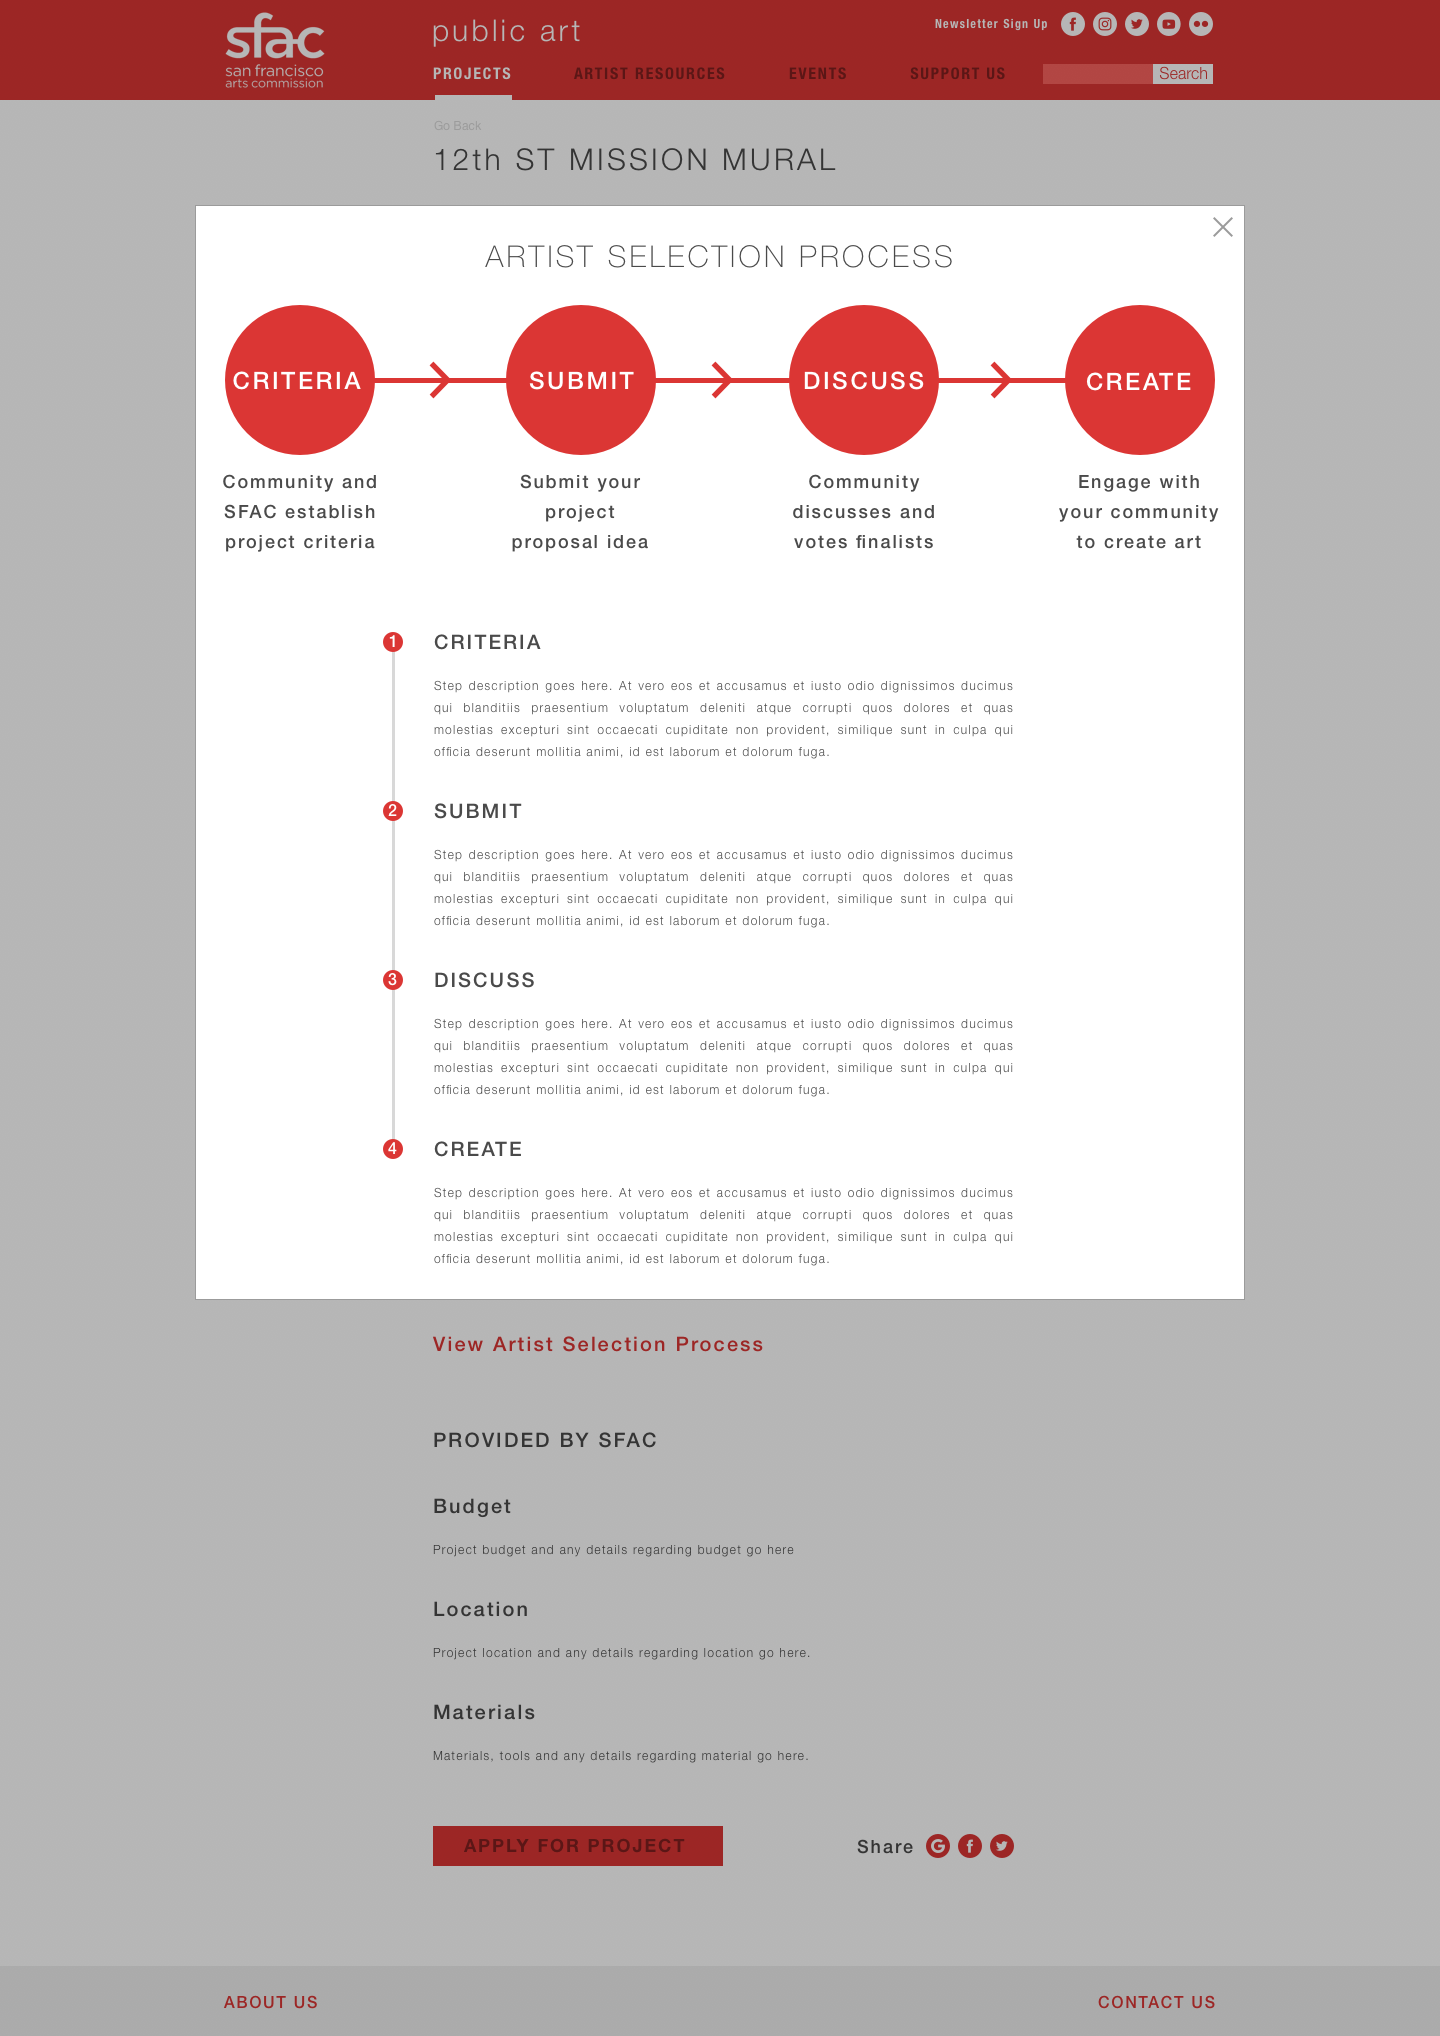 sfac
san francisco
arts commission
public art
Newsletter Sign Up
PROJECTS ARTIST RESOURCES EVENTS SUPPORT US Search
Go Back
12th ST MISSION MURAL
ARTIST SELECTION PROCESS
CRITERIA SUBMIT DISCUSS CREATE
Community and
SFAC establish
project criteria
Submit your
project
proposal idea
Community
discusses and
votes finalists
Engage with
your community
to create art
1 CRITERIA
Step description goes here. At vero eos et accusamus et iusto odio dignissimos ducimus
qui blanditiis praesentium voluptatum deleniti atque corrupti quos dolores et quas
molestias excepturi sint occaecati cupiditate non provident, similique sunt in culpa qui
officia deserunt mollitia animi, id est laborum et dolorum fuga.
2 SUBMIT
Step description goes here. At vero eos et accusamus et iusto odio dignissimos ducimus
qui blanditiis praesentium voluptatum deleniti atque corrupti quos dolores et quas
molestias excepturi sint occaecati cupiditate non provident, similique sunt in culpa qui
officia deserunt mollitia animi, id est laborum et dolorum fuga.
3 DISCUSS
Step description goes here. At vero eos et accusamus et iusto odio dignissimos ducimus
qui blanditiis praesentium voluptatum deleniti atque corrupti quos dolores et quas
molestias excepturi sint occaecati cupiditate non provident, similique sunt in culpa qui
officia deserunt mollitia animi, id est laborum et dolorum fuga.
4 CREATE
Step description goes here. At vero eos et accusamus et iusto odio dignissimos ducimus
qui blanditiis praesentium voluptatum deleniti atque corrupti quos dolores et quas
molestias excepturi sint occaecati cupiditate non provident, similique sunt in culpa qui
officia deserunt mollitia animi, id est laborum et dolorum fuga.
View Artist Selection Process
PROVIDED BY SFAC
Budget
Project budget and any details regarding budget go here
Location
Project location and any details regarding location go here.
Materials
Materials, tools and any details regarding material go here.
APPLY FOR PROJECT
Share
ABOUT US
CONTACT US